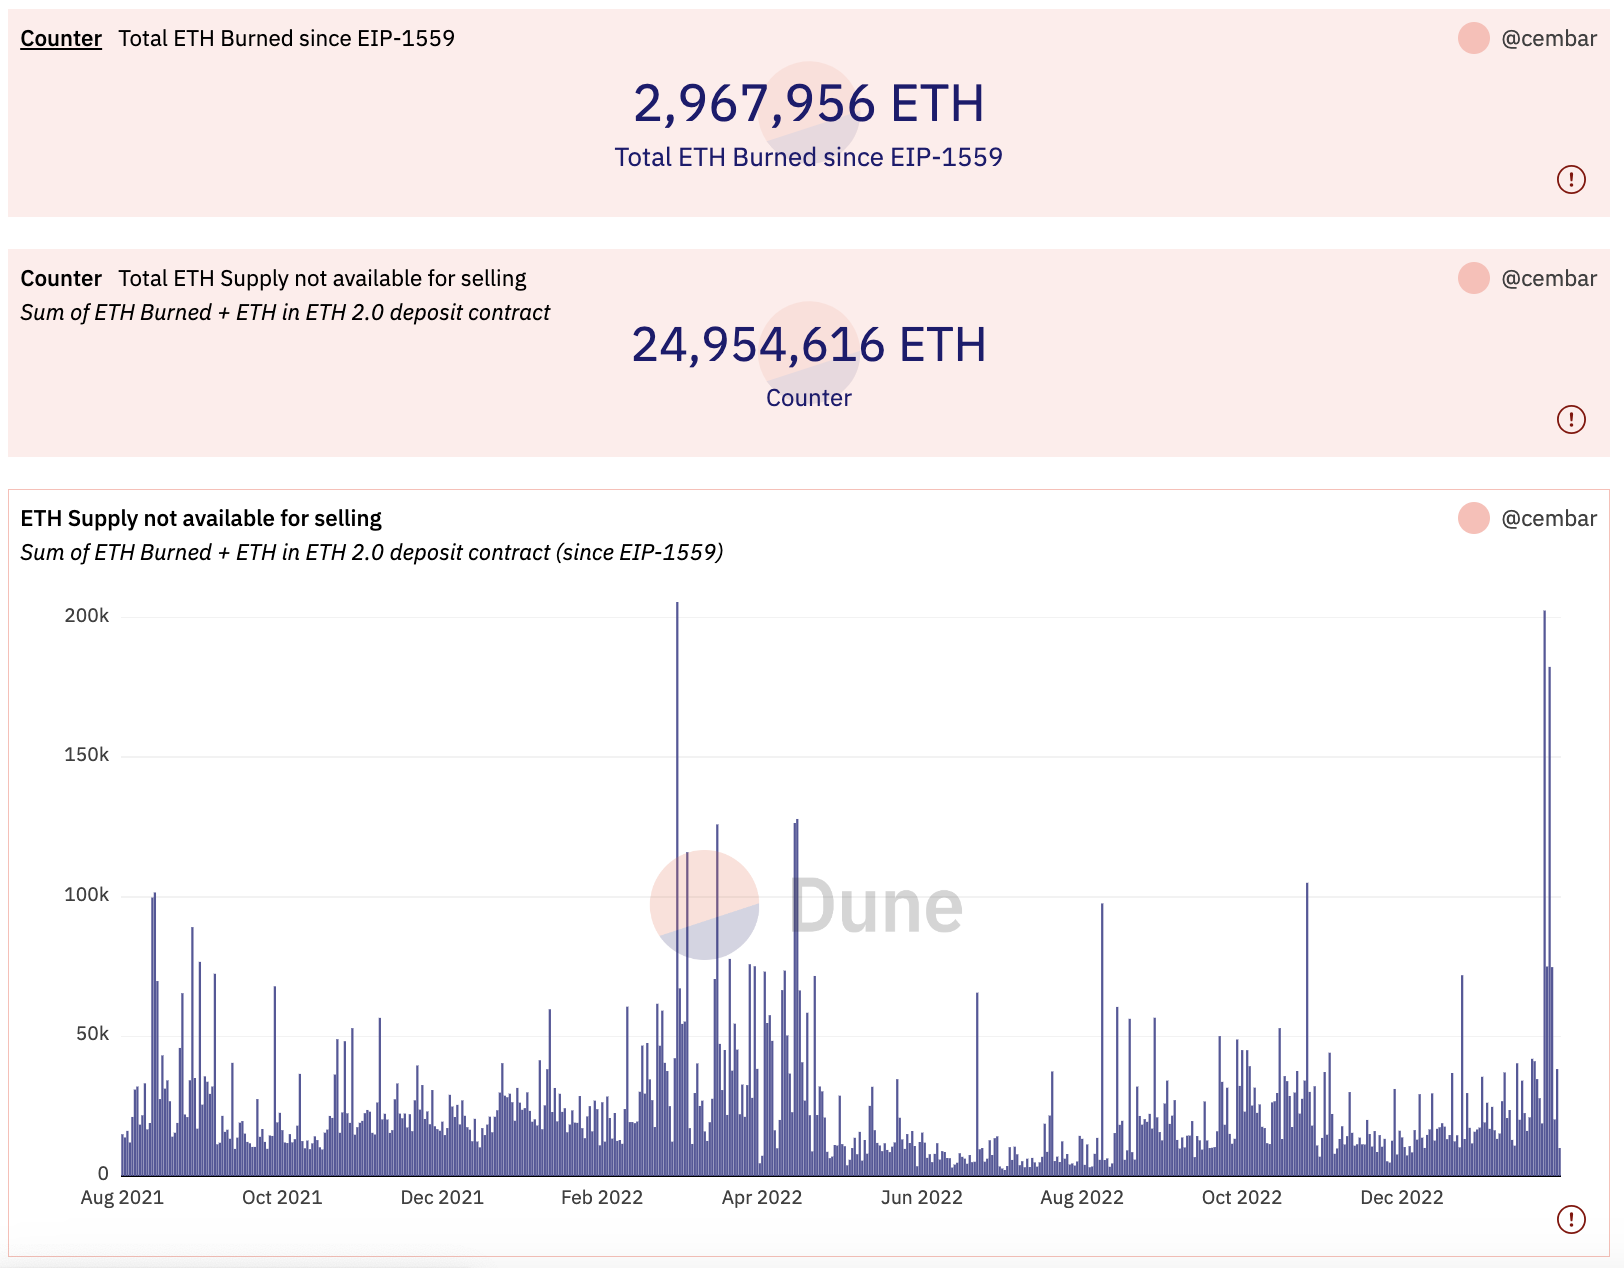 Counter Total ETH Burned since EIP-1559
@cembar
2,967,956 ETH
Total ETH Burned since EIP-1559
!
Counter Total ETH Supply not available for selling
@cembar
Sum of ETH Burned + ETH in ETH 2.0 deposit contract
24,954,616 ETH
Counter
!
ETH Supply not available for selling
@cembar
Sum of ETH Burned + ETH in ETH 2.0 deposit contract (since EIP-1559)
200k
150k
100k
Dune
50k
0
Aug 2021 Oct 2021 Dec 2021 Feb 2022 Apr 2022 Jun 2022 Aug 2022 Oct 2022 Dec 2022
!